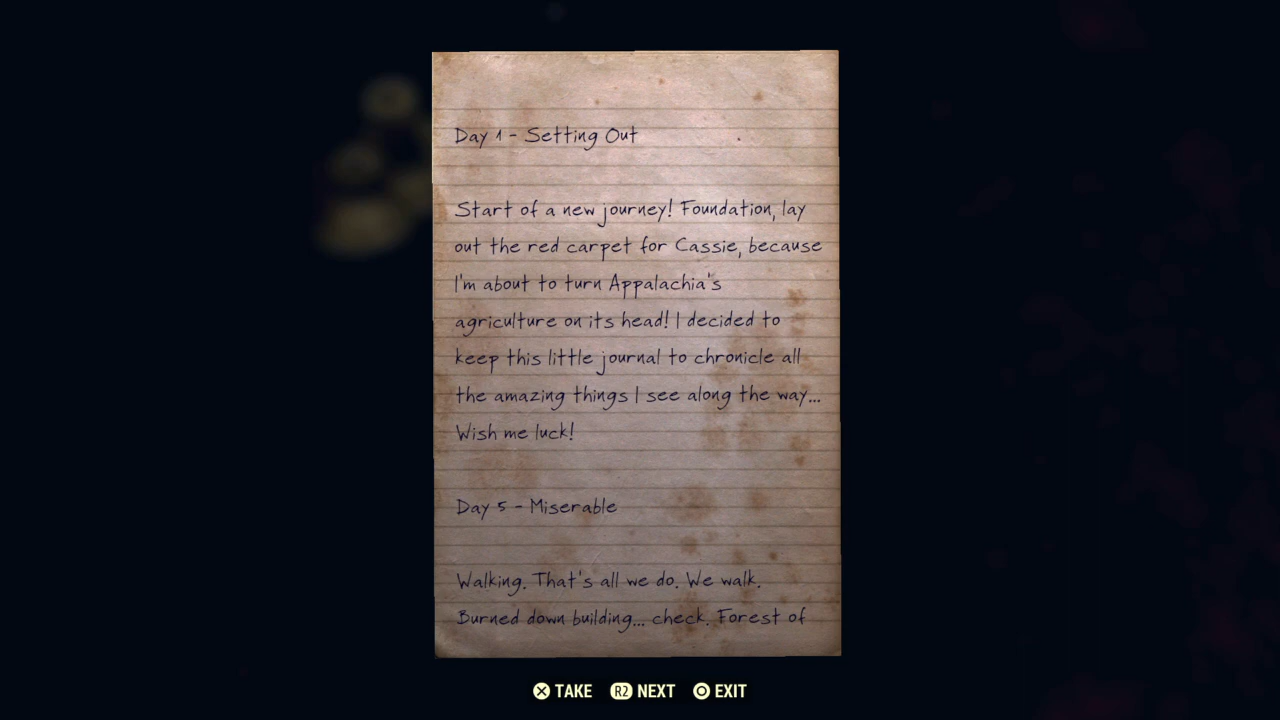 Day 1 - Setting Out
Start of a new journey! Foundation, lay
out the red carpet for Cassie, because
I'm about to turn Appalachia's
agriculture on its head! I decided to
keep this little journal to chronicle all
the amazing things I see along the way...
Wish me luck!
Day 5 - Miserable
Walking. That's all we do. We walk.
Burned down building... check. Forest of
TAKE R2 NEXT EXIT